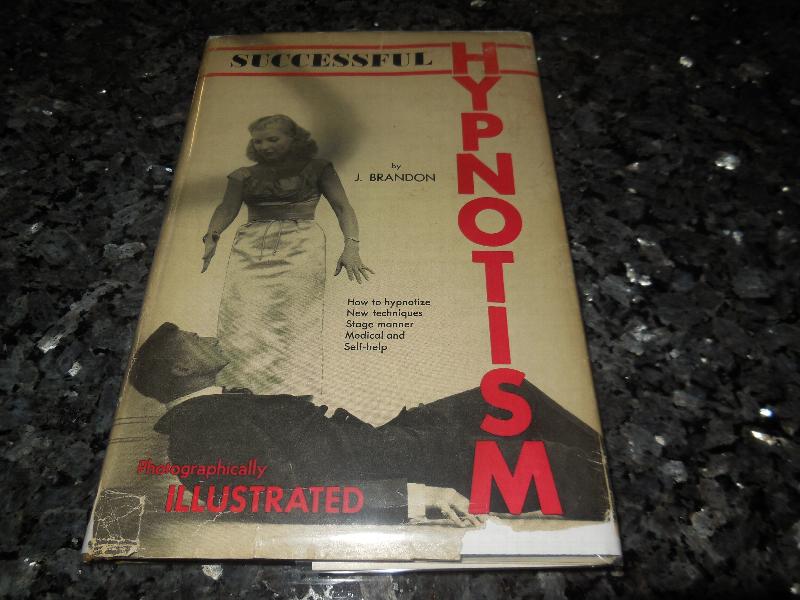 SUCCESSFUL
HYPNOTISM
by
J. BRANDON
How to hypnotize
New techniques
Stage manner
Medical and
Self-help
Photographically
ILLUSTRATED